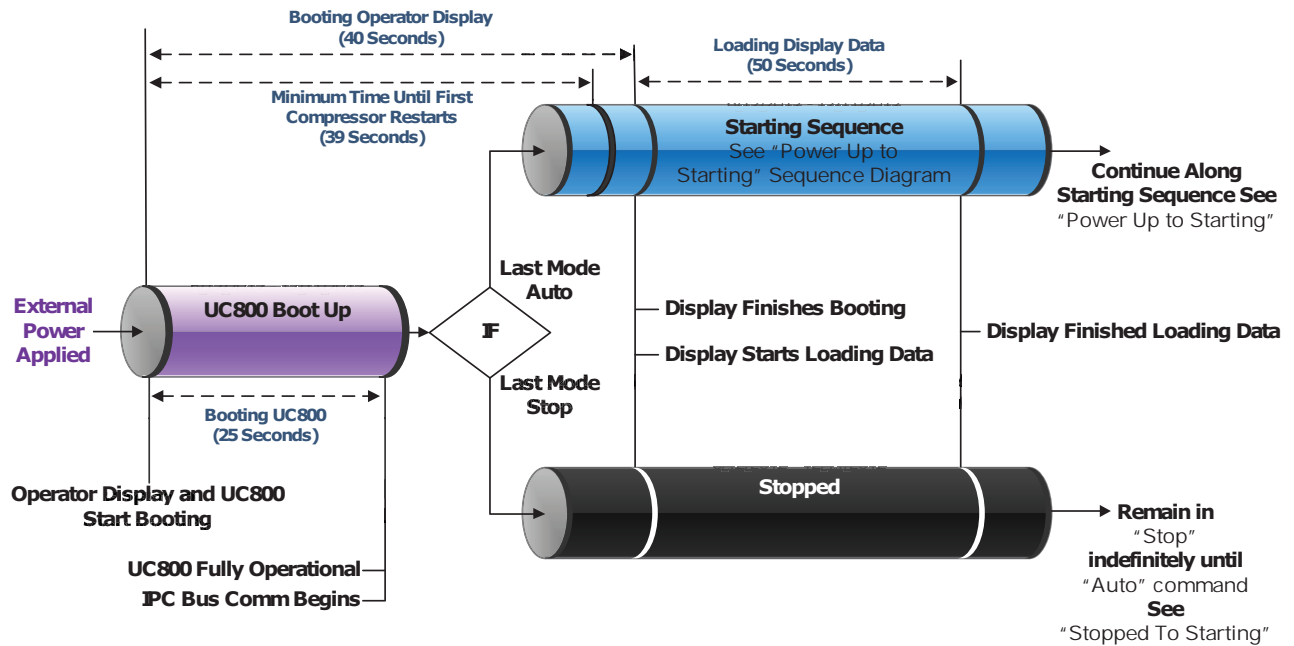 Booting Operator Display
(40 Seconds)
Loading Display Data
(50 Seconds)
Minimum Time Until First
Compressor Restarts
(39 Seconds)
Starting Sequence
See "Power Up to
Starting" Sequence Diagram
Continue Along
Starting Sequence See
"Power Up to Starting"
Last Mode
Auto
External
Power
Applied
UC800 Boot Up
IF
Display Finishes Booting
Display Starts Loading Data
Display Finished Loading Data
Last Mode
Stop
Booting UC800
(25 Seconds)
Operator Display and UC800
Start Booting
Stopped
UC800 Fully Operational
IPC Bus Comm Begins
Remain in
"Stop"
indefinitely until
"Auto" command
See
"Stopped To Starting"